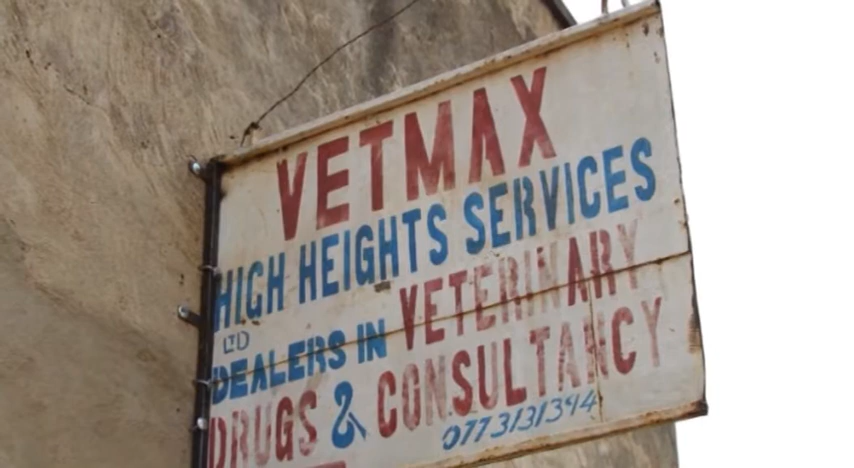 VETMAX
HIGH HEIGHTS SERVICES
LTD
DEALERS IN VETERINARY
DRUGS & CONSULTANCY
0773131394